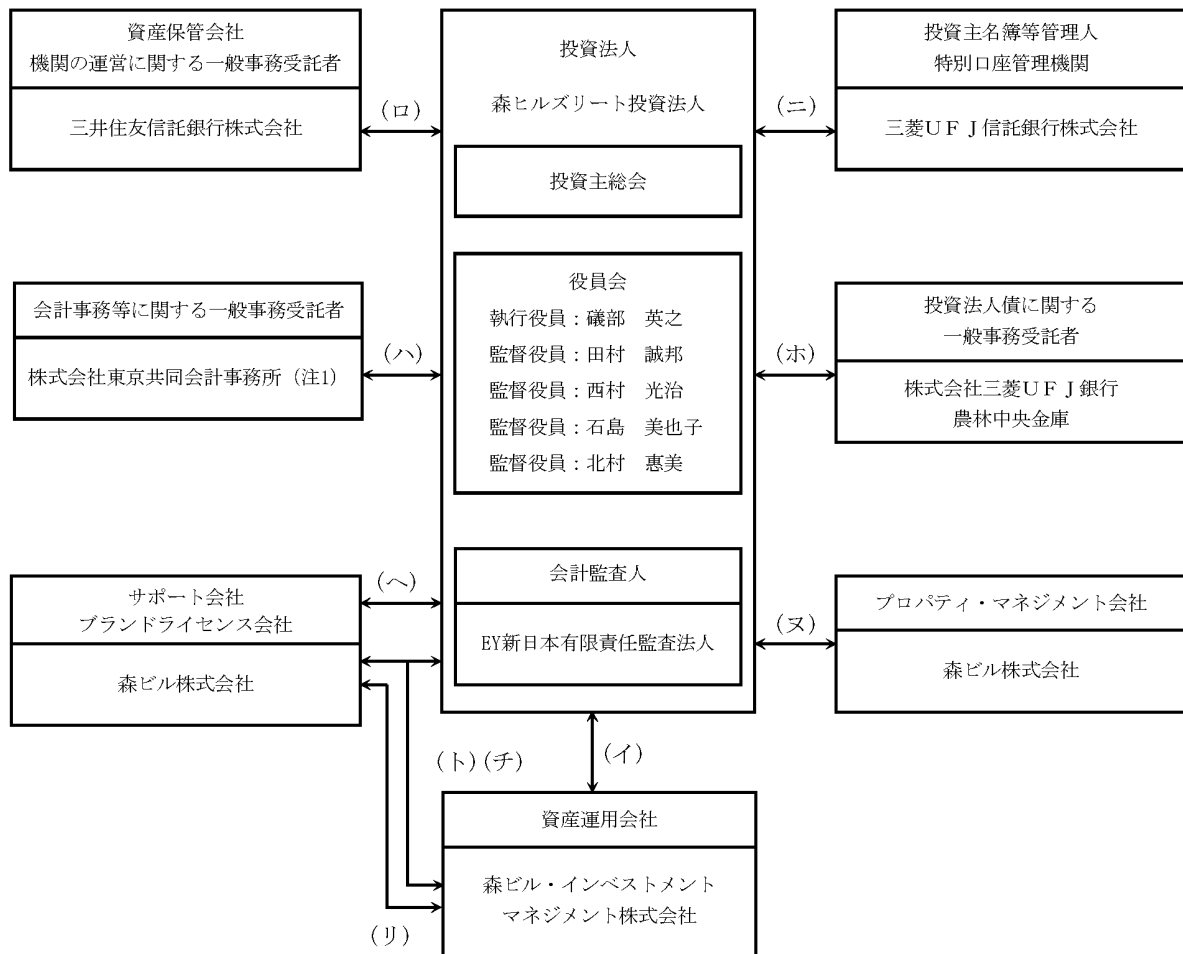 資産保管会社
機関の運営に関する一般事務受託者
三井住友信託銀行株式会社
（ロ）
投資法人
森ヒルズリート投資法人
投資主総会
（ニ）
投資主名簿等管理人
特別口座管理機関
三菱ＵＦＪ信託銀行株式会社
会計事務等に関する一般事務受託者
株式会社東京共同会計事務所（注1）
（ハ）
役員会
執行役員：礒部　英之
監督役員：田村　誠邦
監督役員：西村　光治
監督役員：石島　美也子
監督役員：北村　惠美
（ホ）
投資法人債に関する
一般事務受託者
株式会社三菱ＵＦＪ銀行
農林中央金庫
サポート会社
ブランドライセンス会社
森ビル株式会社
（ヘ）
会計監査人
EY新日本有限責任監査法人
（ヌ）
プロパティ・マネジメント会社
森ビル株式会社
（ト）（チ）
（イ）
資産運用会社
森ビル・インベストメント
マネジメント株式会社
（リ）